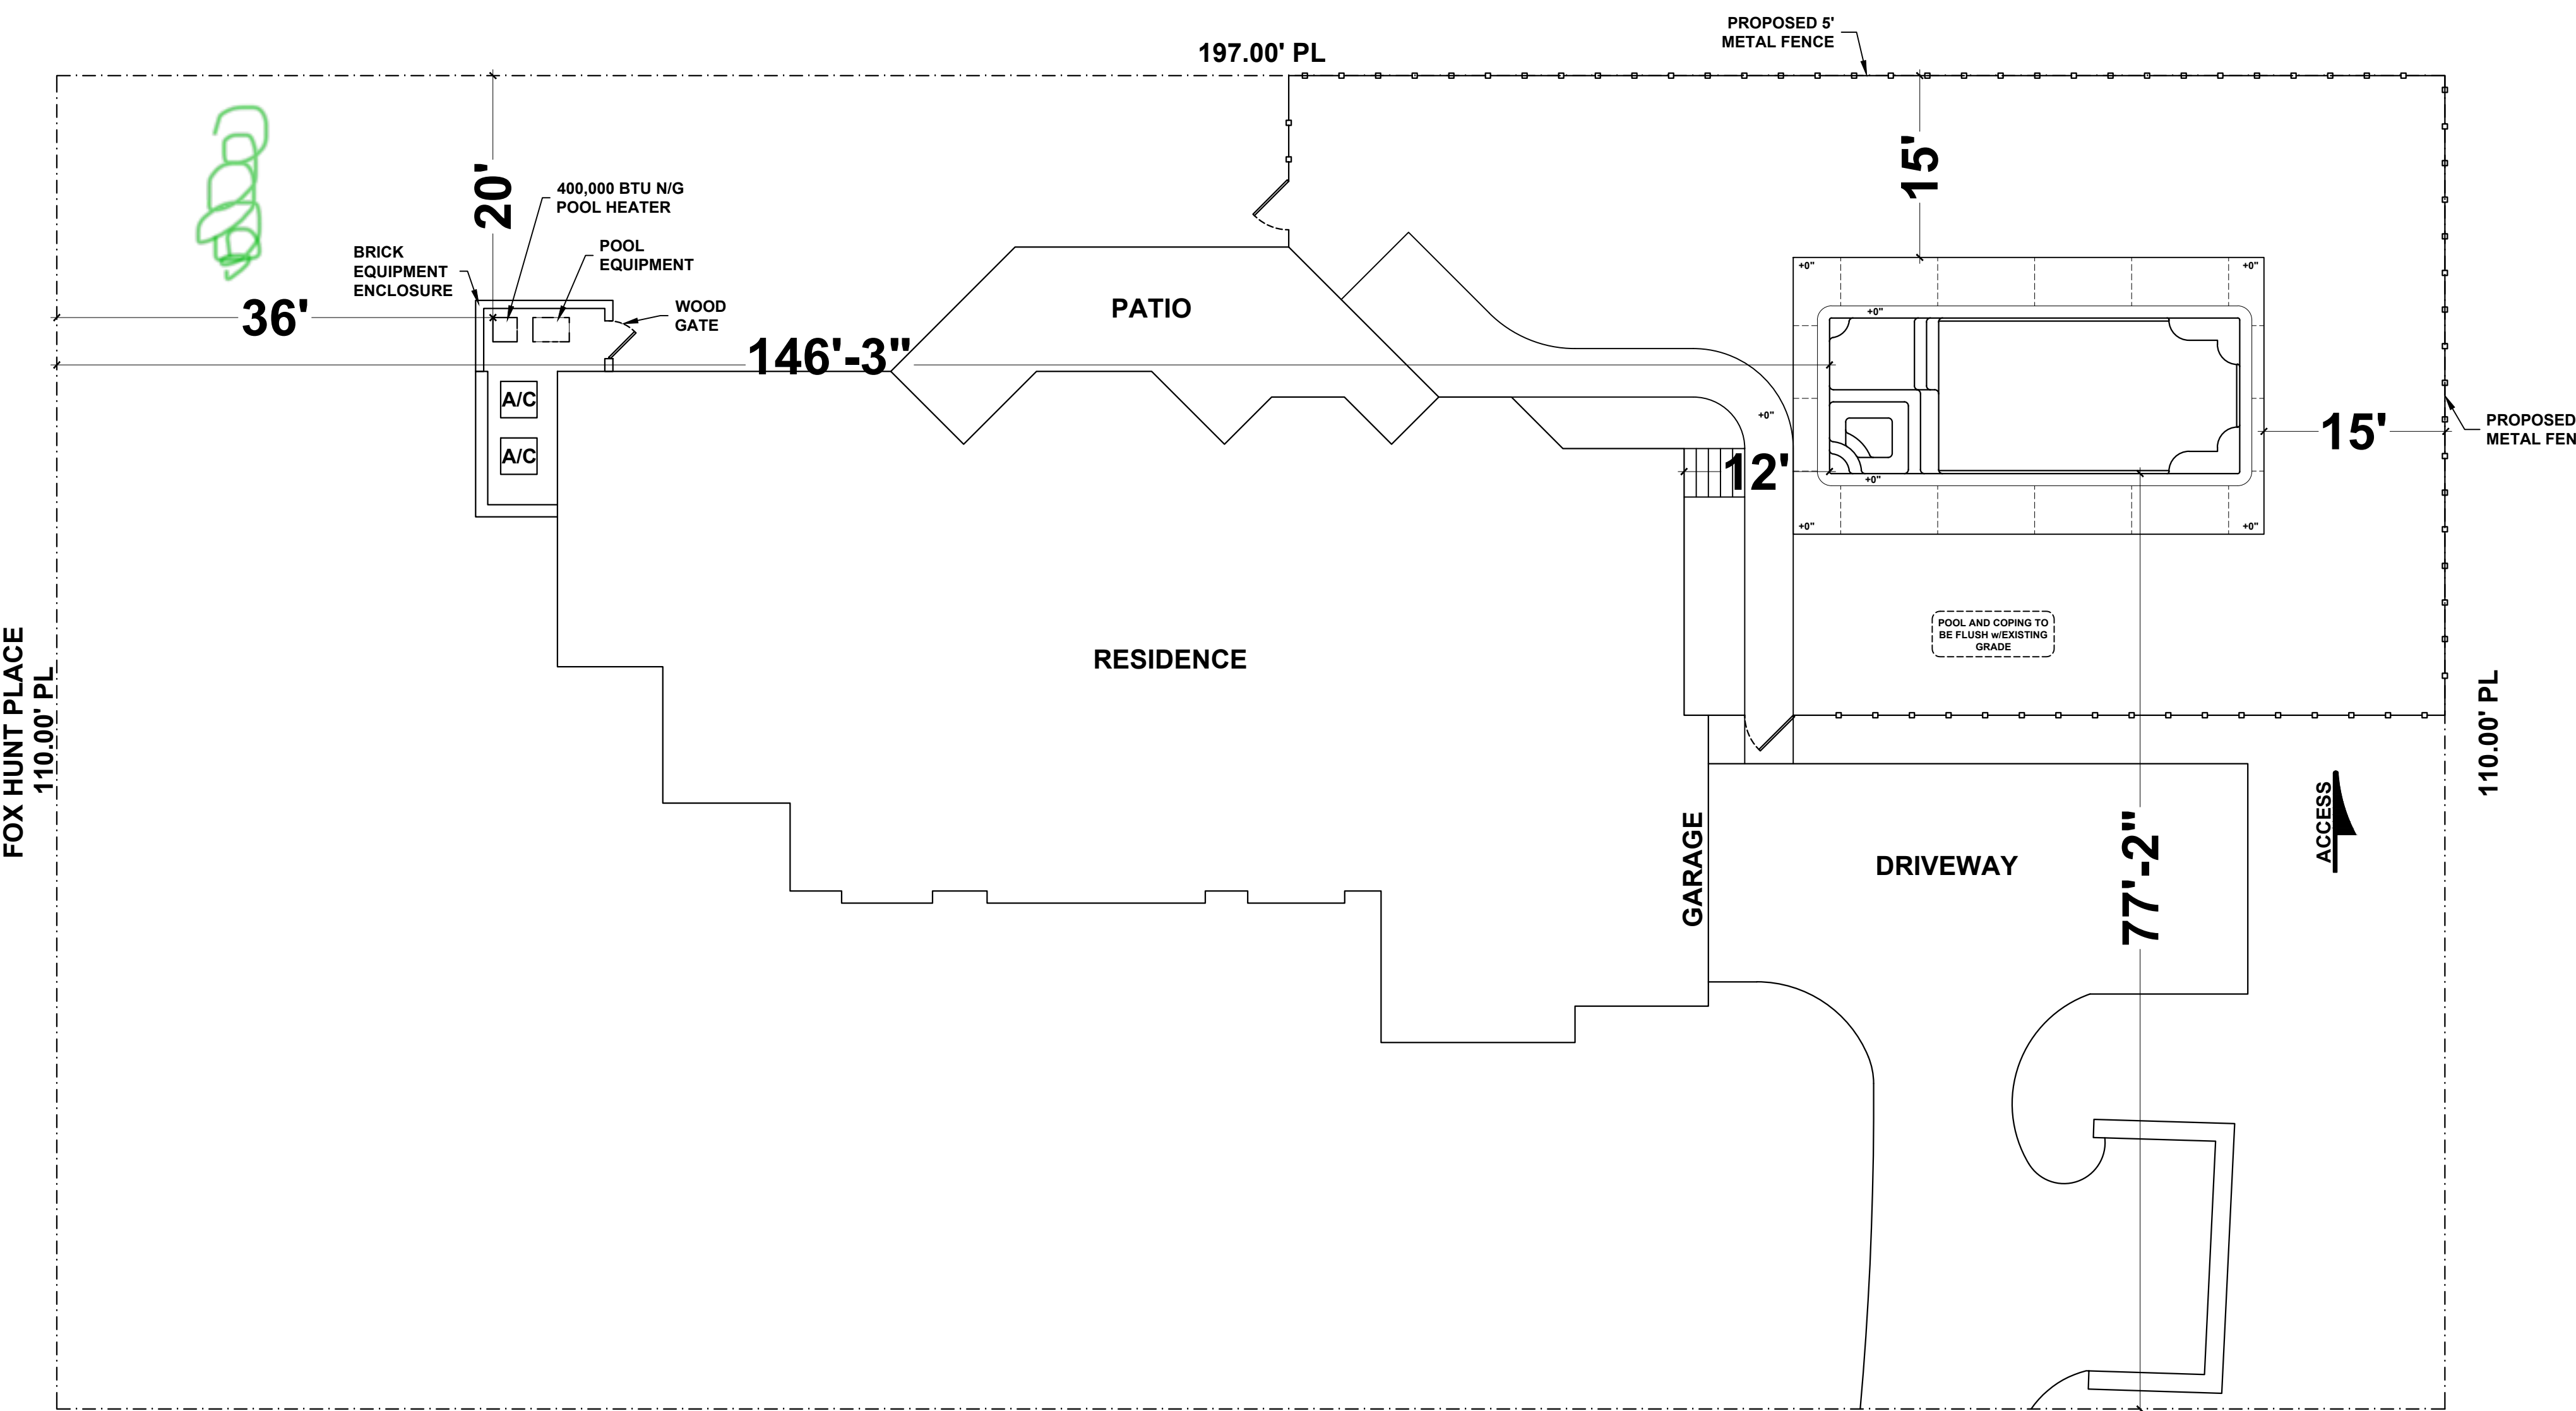 PROPOSED 5'
METAL FENCE
197.00' PL
20'
15'
400,000 BTU N/G
POOL HEATER
BRICK
EQUIPMENT
ENCLOSURE
POOL
EQUIPMENT
WOOD
GATE
36'
146'-3"
PATIO
+0"
+0"
+0"
+0"
+0"
+0"
+0"
A/C
A/C
12'
15'
PROPOSED
METAL FEN
POOL AND COPING TO
BE FLUSH w/EXISTING
GRADE
RESIDENCE
FOX HUNT PLACE
110.00' PL
110.00' PL
GARAGE
DRIVEWAY
77'-2"
ACCESS